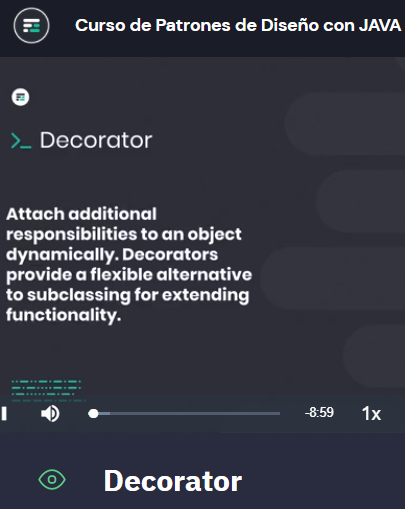 Curso de Patrones de Diseño con JAVA
>_ Decorator
Attach additional
responsibilities to an object
dynamically. Decorators
provide a flexible alternative
to subclassing for extending
functionality.
-8:59
1x
Decorator